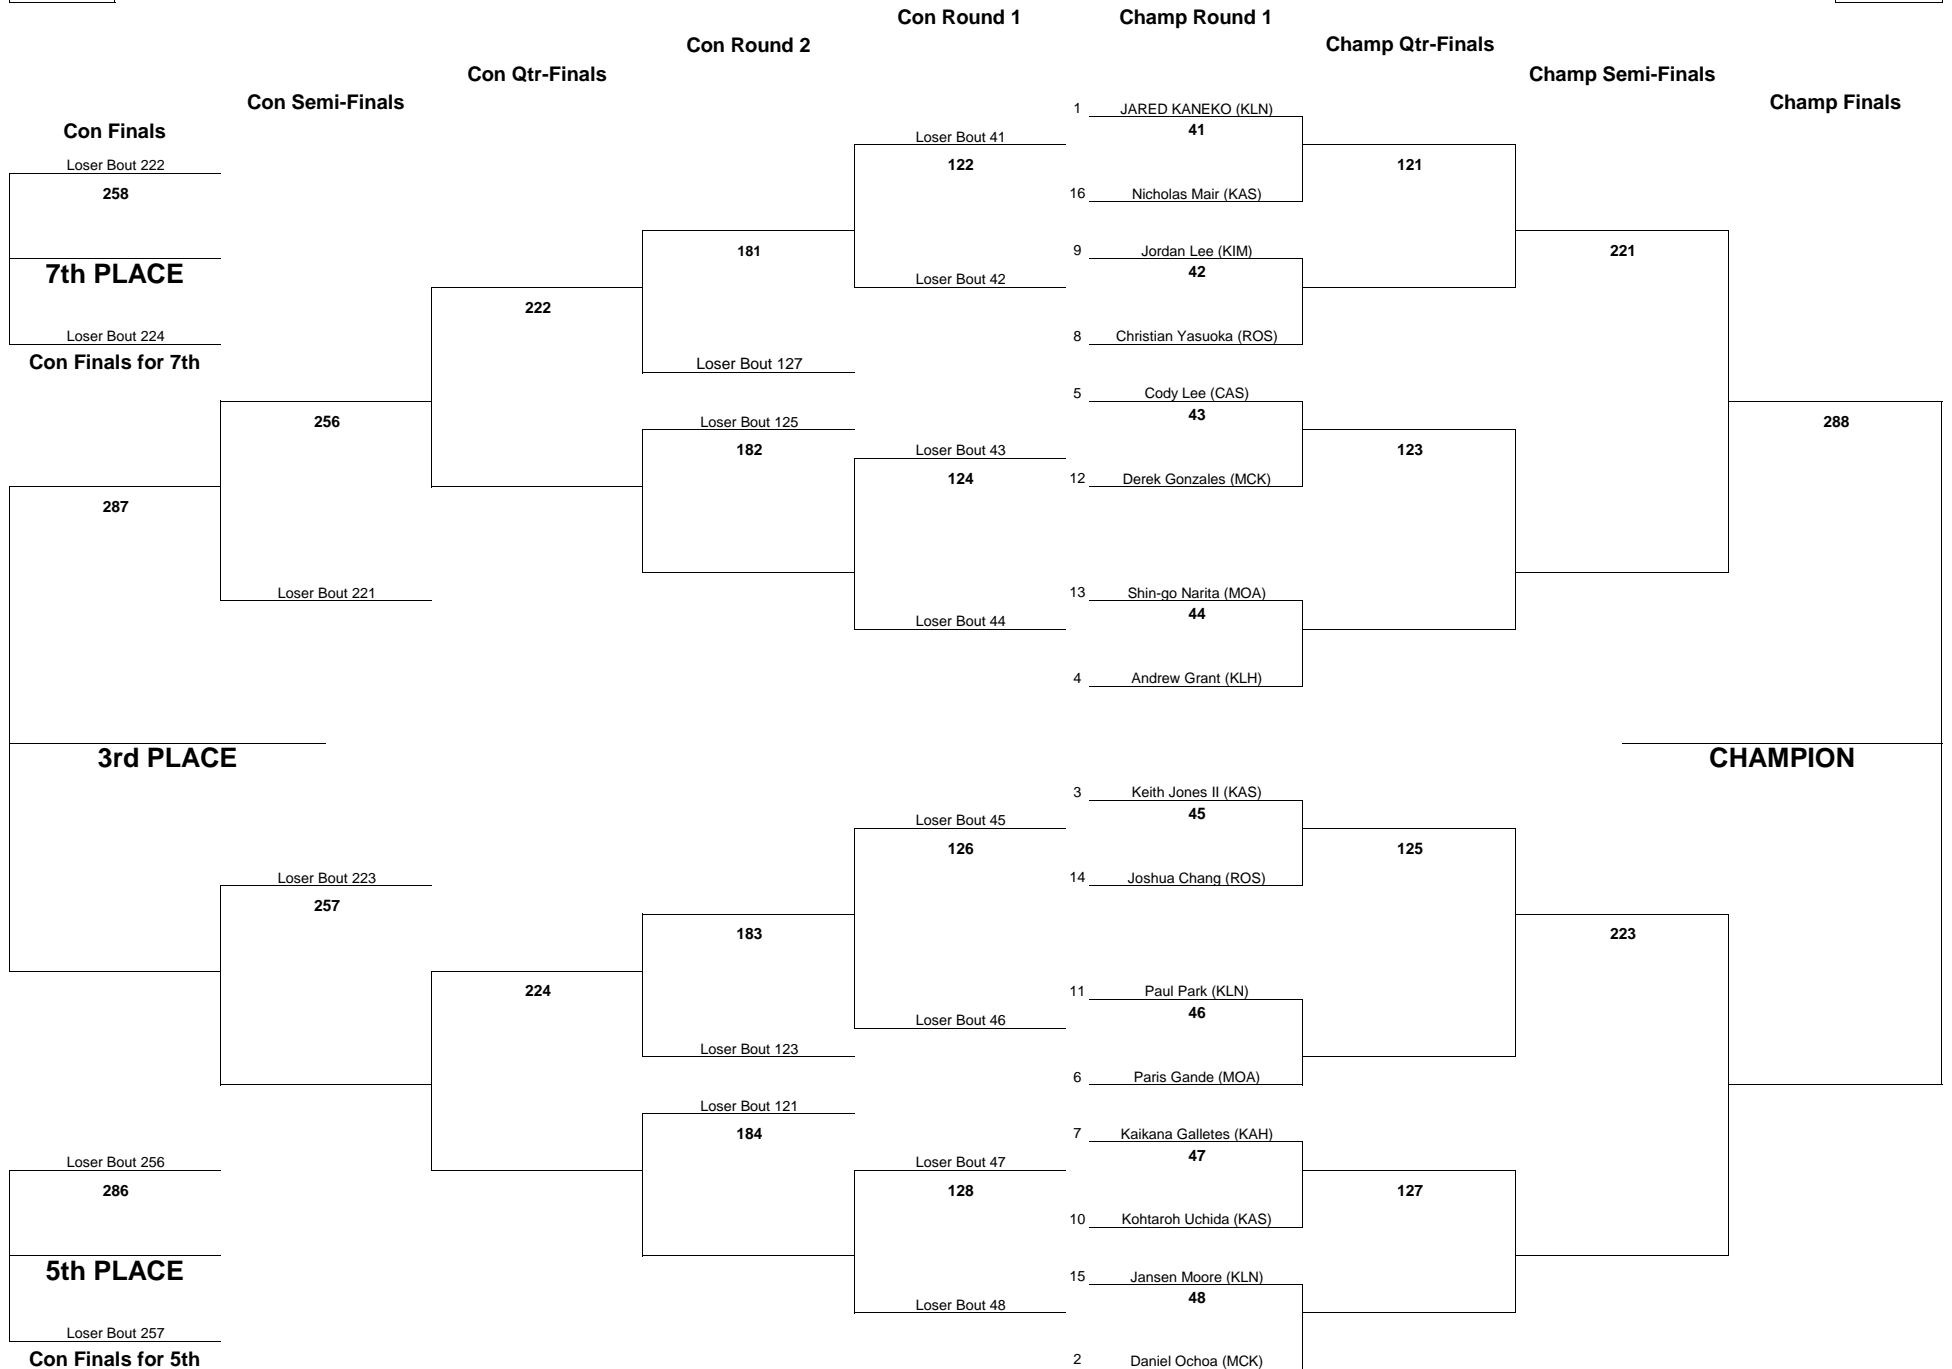 Con Round 1
Champ Round 1
Con Round 2
Champ Qtr-Finals
Con Qtr-Finals
Champ Semi-Finals
Con Semi-Finals
Champ Finals
Con Finals
1 JARED KANEKO (KLN)
41
Loser Bout 41
Loser Bout 222
122
121
258
16 Nicholas Mair (KAS)
181
9 Jordan Lee (KIM)
221
7th PLACE
Loser Bout 42
42
222
Loser Bout 224
8 Christian Yasuoka (ROS)
Con Finals for 7th
Loser Bout 127
5 Cody Lee (CAS)
43
256
Loser Bout 125
288
182
Loser Bout 43
123
124
12 Derek Gonzales (MCK)
287
Loser Bout 221
13 Shin-go Narita (MOA)
44
Loser Bout 44
4 Andrew Grant (KLH)
3rd PLACE
CHAMPION
3 Keith Jones II (KAS)
45
Loser Bout 45
126
125
Loser Bout 223
14 Joshua Chang (ROS)
257
183
223
224
11 Paul Park (KLN)
46
Loser Bout 46
Loser Bout 123
6 Paris Gande (MOA)
Loser Bout 121
184
7 Kaikana Galletes (KAH)
47
Loser Bout 256
Loser Bout 47
286
128
127
10 Kohtaroh Uchida (KAS)
5th PLACE
15 Jansen Moore (KLN)
48
Loser Bout 48
Loser Bout 257
Con Finals for 5th
2 Daniel Ochoa (MCK)